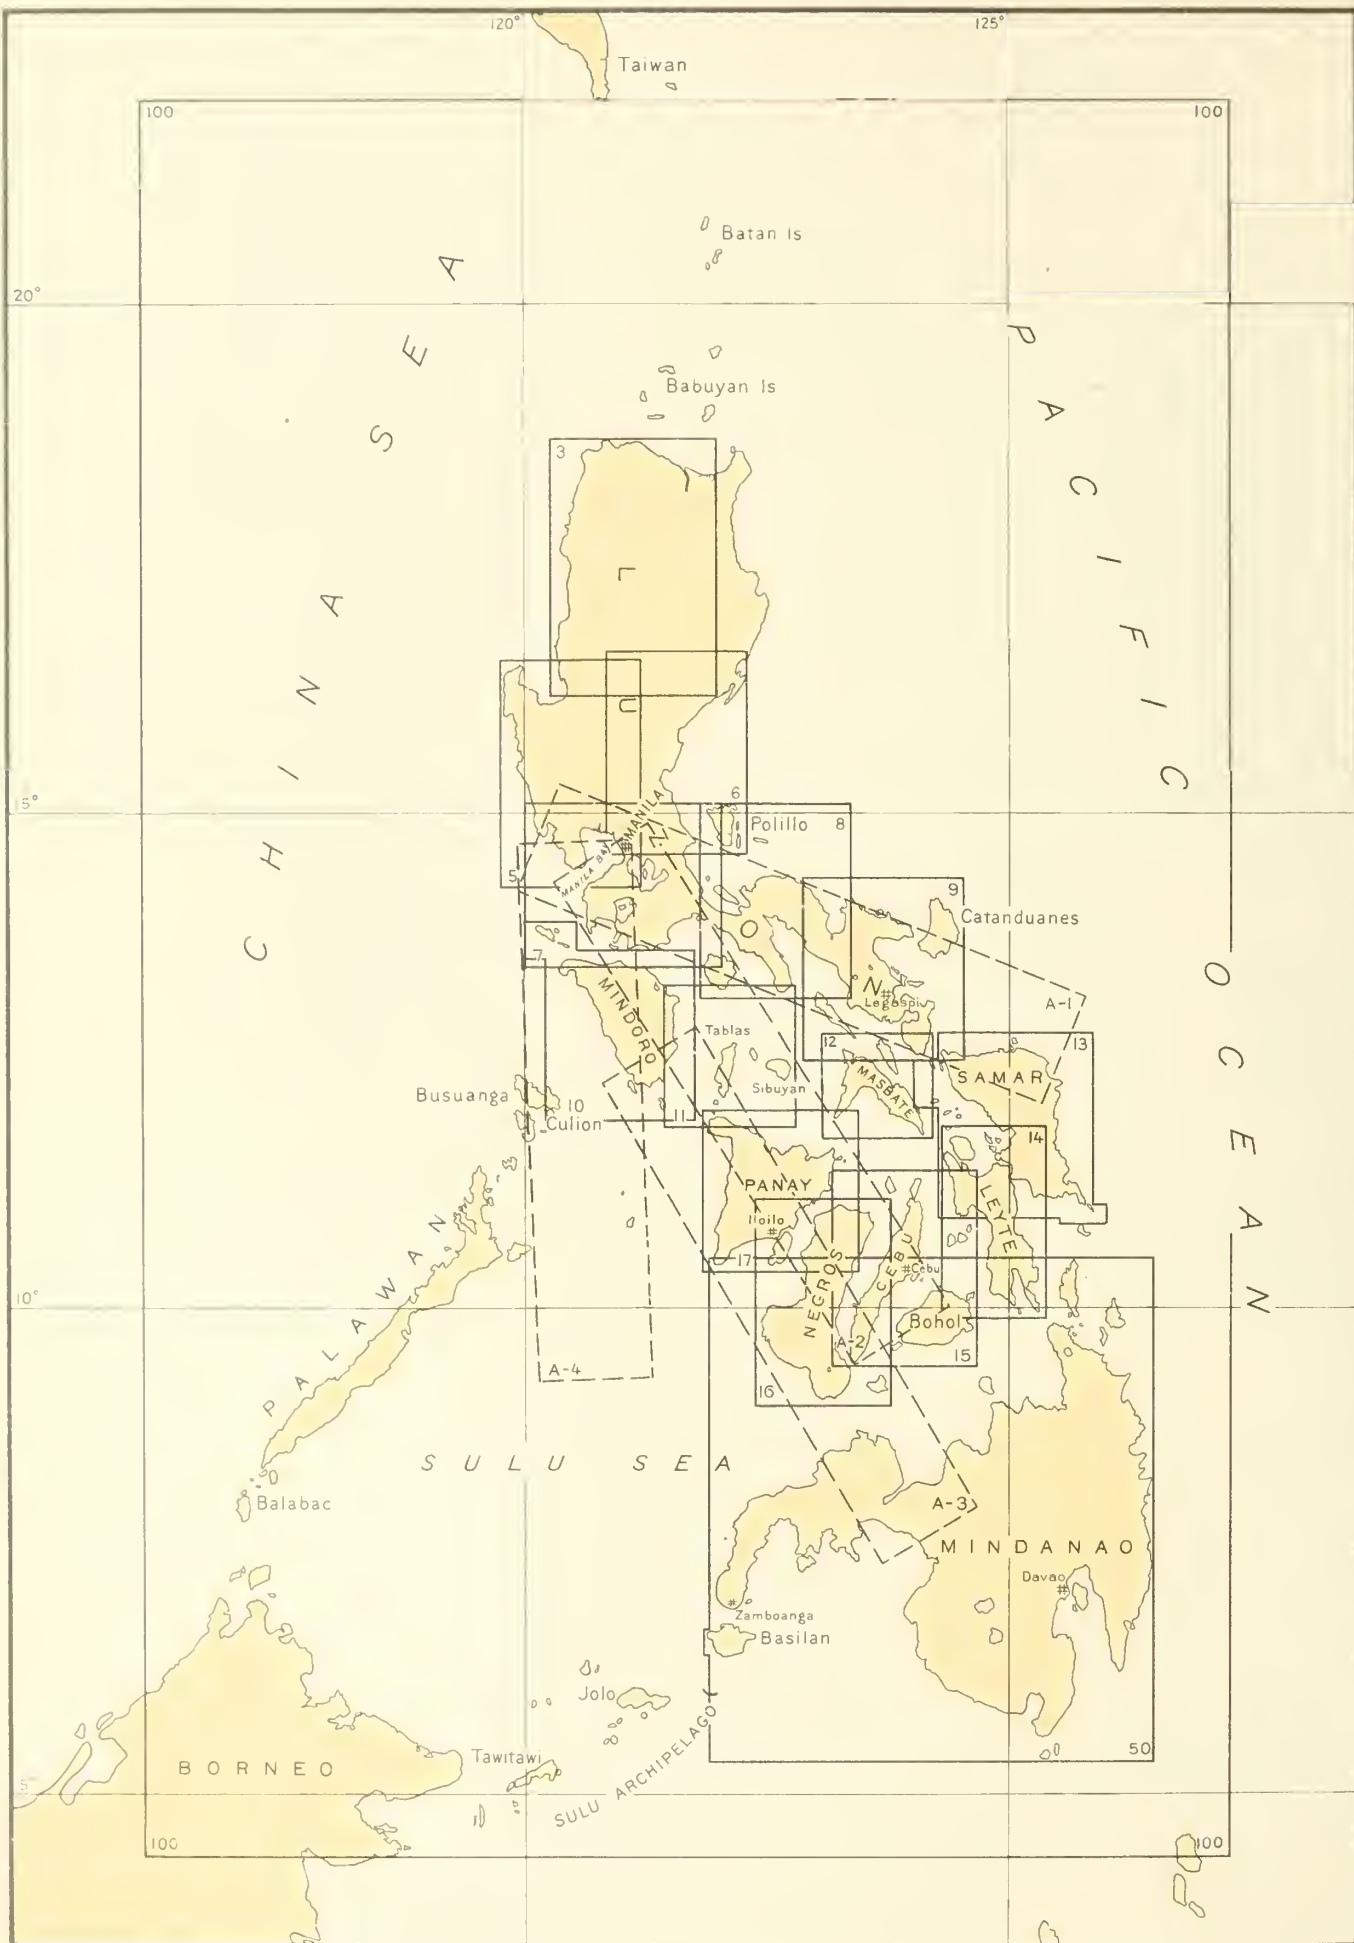 120° 125°
Taiwan
100 100
Batan Is
20°
CHINA SEA
PACIFIC OCEAN
Babuyan Is
3
LUZON
15°
6
MANILA
Polillo 8
5
MANILA BAY
9
Catanduanes
7
Legaspi
MINDORO
A-1
Tablas
12
13
Sibuyan
MASBATE
SAMAR
Busuanga
10
Culion
11
14
PANAY
LEYTE
Iloilo
17
NEGROS
CEBU
Cebu
PALAWAN
10°
Bohol
A-2
15
A-4
16
SULU SEA
Balabac
A-3
MINDANAO
Davao
Zamboanga
Basilan
Jolo
50
Tawitawi
SULU ARCHIPELAGO
BORNEO
5°
100 100